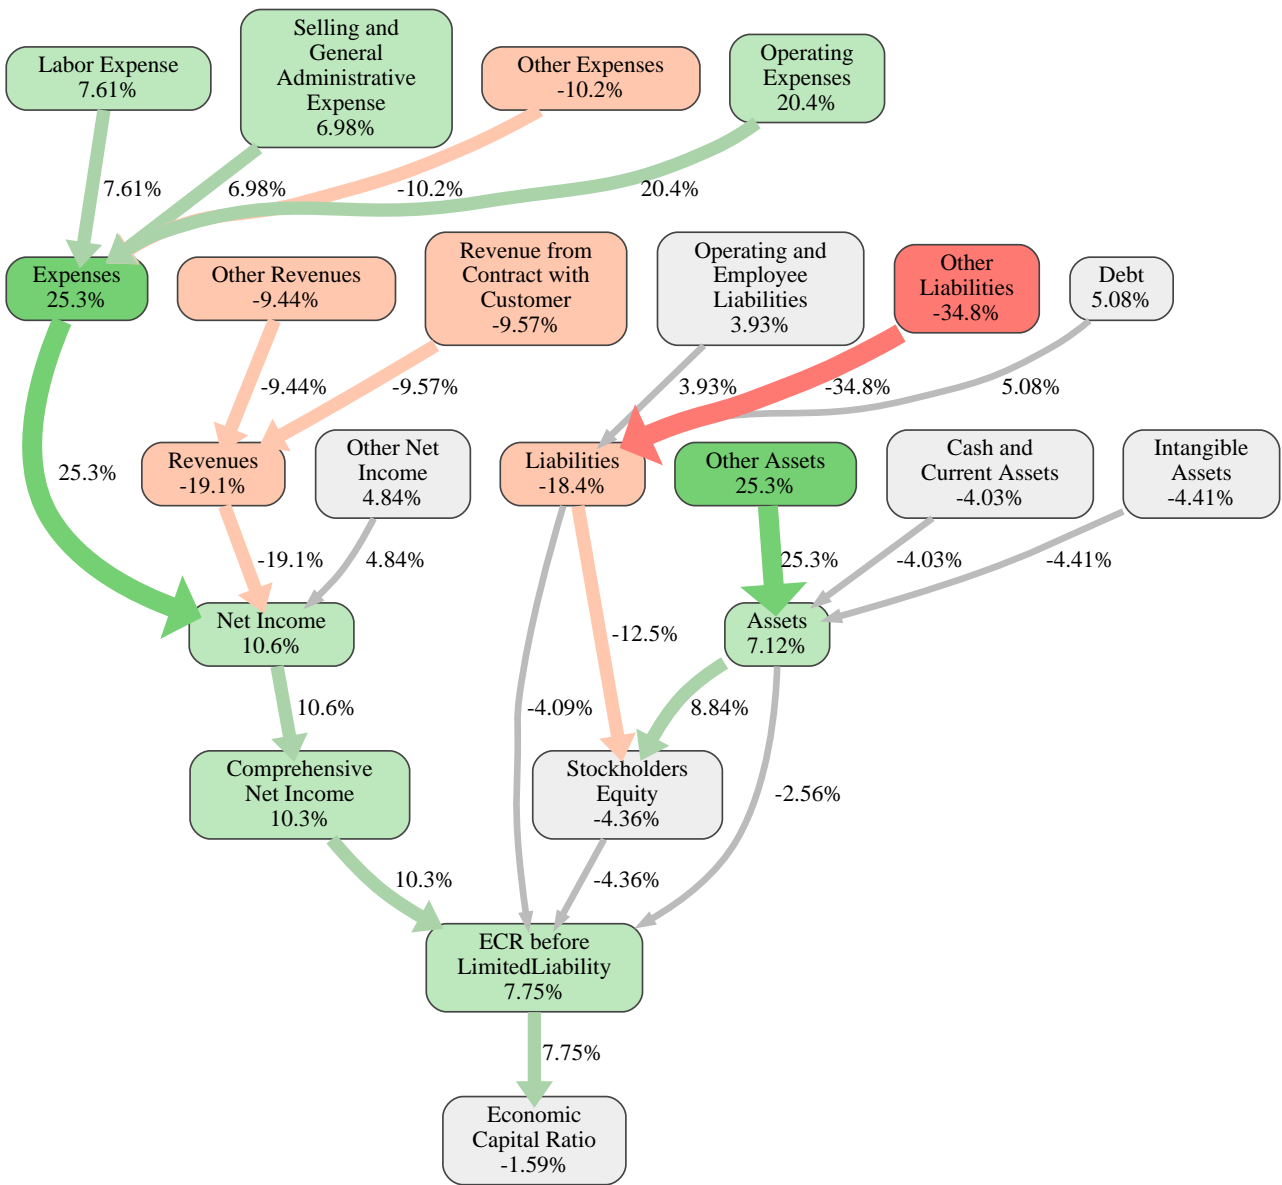 Labor Expense
7.61%
Selling and
General
Administrative
Expense
6.98%
Other Expenses
-10.2%
Operating
Expenses
20.4%
7.61%
6.98%
-10.2%
20.4%
Expenses
25.3%
Other Revenues
-9.44%
Revenue from
Contract with
Customer
-9.57%
Operating and
Employee
Liabilities
3.93%
Other
Liabilities
-34.8%
Debt
5.08%
-9.44%
-9.57%
3.93%
-34.8%
5.08%
25.3%
Revenues
-19.1%
Other Net
Income
4.84%
Liabilities
-18.4%
Other Assets
25.3%
Cash and
Current Assets
-4.03%
Intangible
Assets
-4.41%
-19.1%
4.84%
25.3%
-4.03%
-4.41%
Net Income
10.6%
-12.5%
Assets
7.12%
10.6%
-4.09%
8.84%
-2.56%
Comprehensive
Net Income
10.3%
Stockholders
Equity
-4.36%
10.3%
-4.36%
ECR before
LimitedLiability
7.75%
7.75%
Economic
Capital Ratio
-1.59%